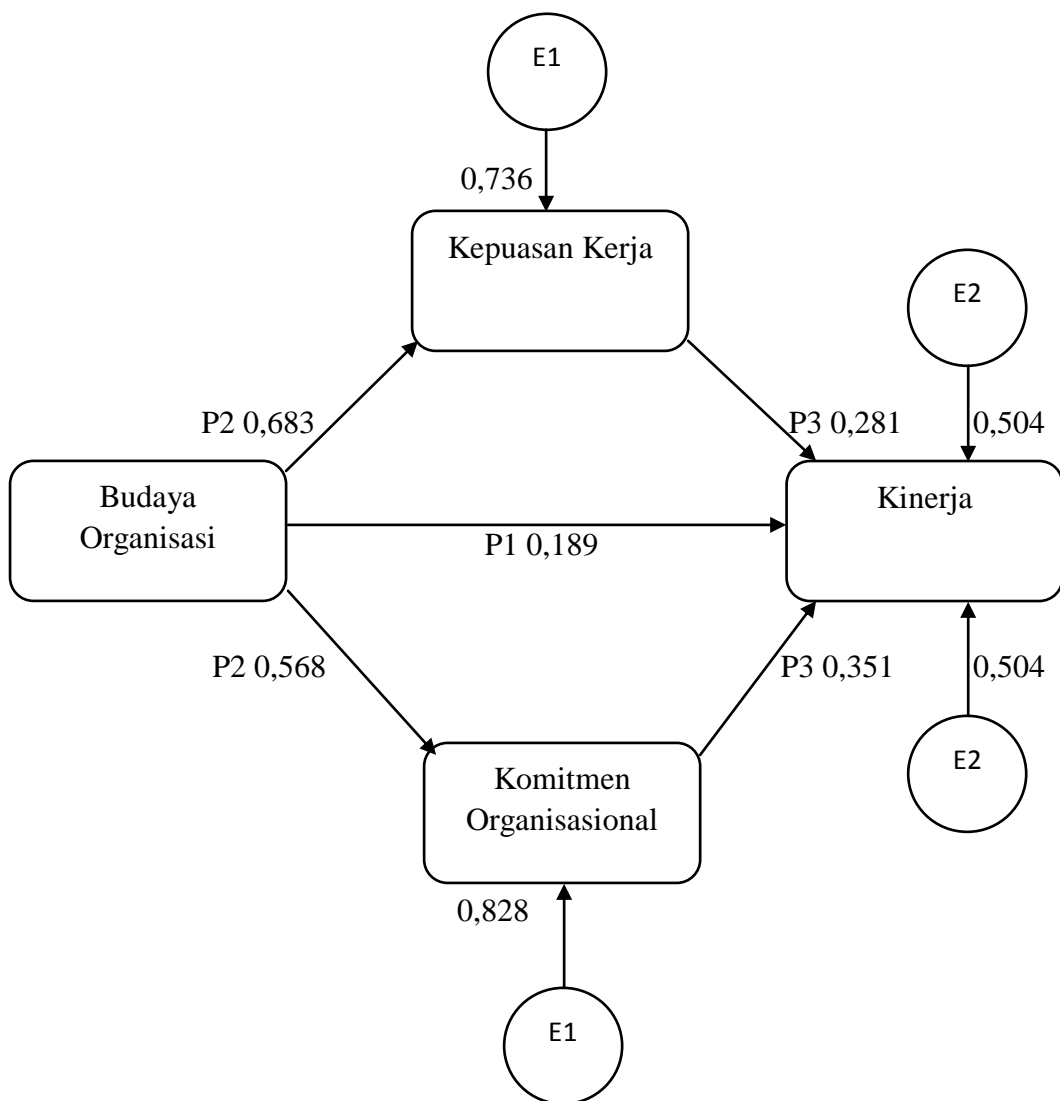 E1
0,736
Kepuasan Kerja
E2
P2 0,683
P3 0,281
0,504
Budaya
Organisasi
Kinerja
P1 0,189
P2 0,568
P3 0,351
0,504
Komitmen
Organisasional
E2
0,828
E1